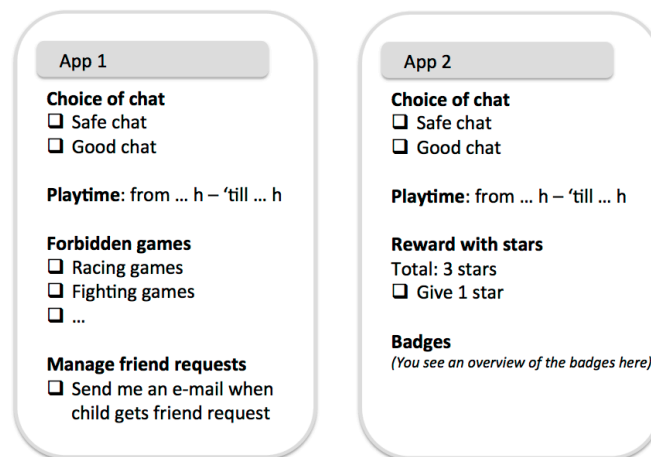 App 1
Choice of chat
❑ Safe chat
❑ Good chat
Playtime: from ... h – ‘till ... h
Forbidden games
❑ Racing games
❑ Fighting games
❑ ...
Manage friend requests
❑ Send me an e-mail when
child gets friend request
App 2
Choice of chat
❑ Safe chat
❑ Good chat
Playtime: from ... h – ‘till ... h
Reward with stars
Total: 3 stars
❑ Give 1 star
Badges
(You see an overview of the badges here)